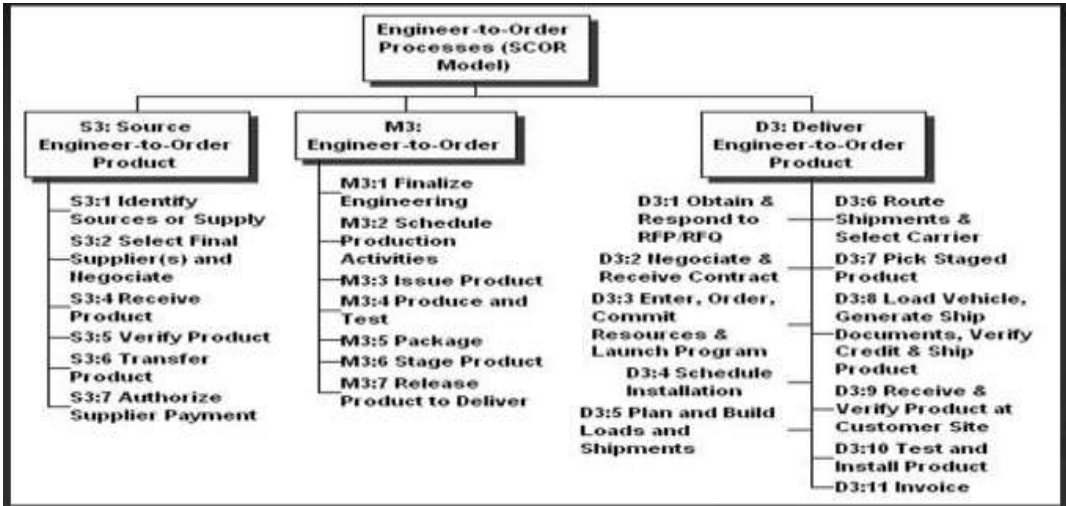 Engineer-to-Order
Processes (SCOR
Model)
S3: Source
Engineer-to-Order
Product
S3:1 Identify
Sources or Supply
S3:2 Select Final
Supplier(s) and
Negociate
S3:4 Receive
Product
S3:5 Verify Product
S3:6 Transfer
Product
S3:7 Authorize
Supplier Payment
M3:
Engineer-to-Order
M3:1 Finalize
Engineering
M3:2 Schedule
Production
Activities
M3:3 Issue Product
M3:4 Produce and
Test
M3:5 Package
M3:6 Stage Product
M3:7 Release
Product to Deliver
D3: Deliver
Engineer-to-Order
Product
D3:1 Obtain &
Respond to
RFP/RFQ
D3:2 Negociate &
Receive Contract
D3:3 Enter, Order,
Commit
Resources &
Launch Program
D3:4 Schedule
Installation
D3:5 Plan and Build
Loads and
Shipments
D3:6 Route
Shipments &
Select Carrier
D3:7 Pick Staged
Product
D3:8 Load Vehicle,
Generate Ship
Documents, Verify
Credit & Ship
Product
D3:9 Receive &
Verify Product at
Customer Site
D3:10 Test and
Install Product
D3:11 Invoice